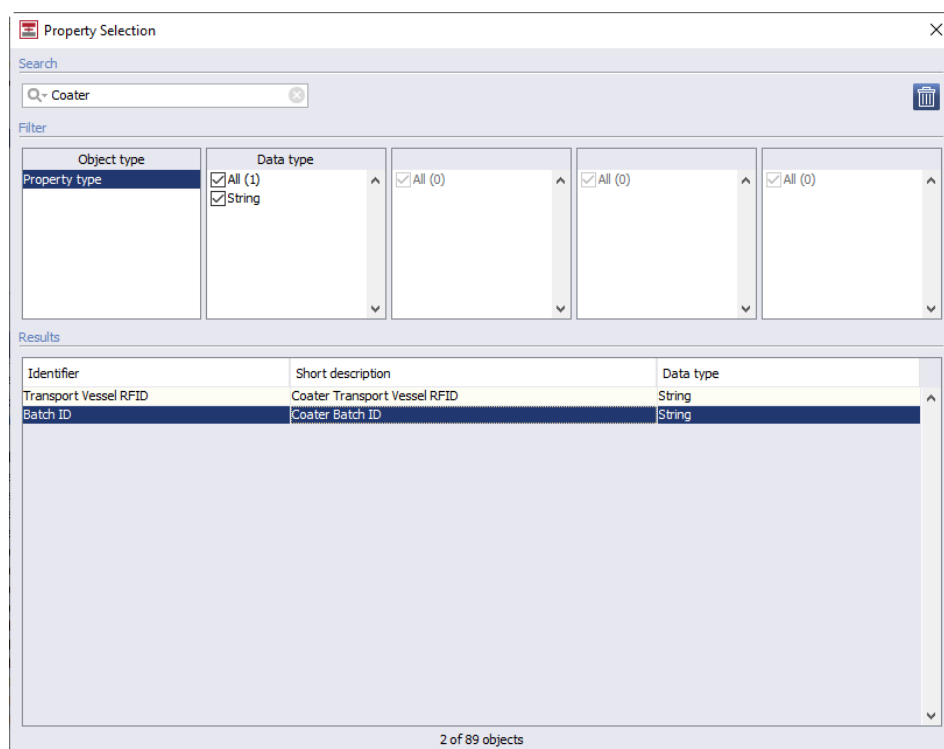 Property Selection
Search
Coater
Filter
Object type Data type
Property type All (1) All (0) All (0) All (0)
String
Results
Identifier Short description Data type
Transport Vessel RFID Coater Transport Vessel RFID String
Batch ID Coater Batch ID String
2 of 89 objects